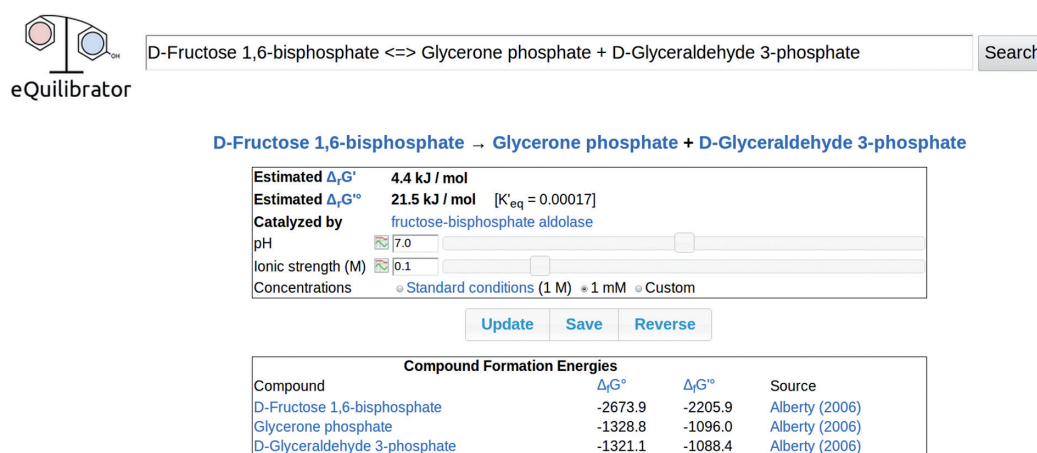 OH
eQuilibrator
D-Fructose 1,6-bisphosphate <=> Glycerone phosphate + D-Glyceraldehyde 3-phosphate
Search
D-Fructose 1,6-bisphosphate → Glycerone phosphate + D-Glyceraldehyde 3-phosphate
Estimated ΔrG' 4.4 kJ / mol
Estimated ΔrG'° 21.5 kJ / mol [K'eq = 0.00017]
Catalyzed by fructose-bisphosphate aldolase
pH 7.0
Ionic strength (M) 0.1
Concentrations Standard conditions (1 M) 1 mM Custom
Update Save Reverse
Compound Formation Energies
Compound ΔfG° ΔfG'° Source
D-Fructose 1,6-bisphosphate -2673.9 -2205.9 Alberty (2006)
Glycerone phosphate -1328.8 -1096.0 Alberty (2006)
D-Glyceraldehyde 3-phosphate -1321.1 -1088.4 Alberty (2006)